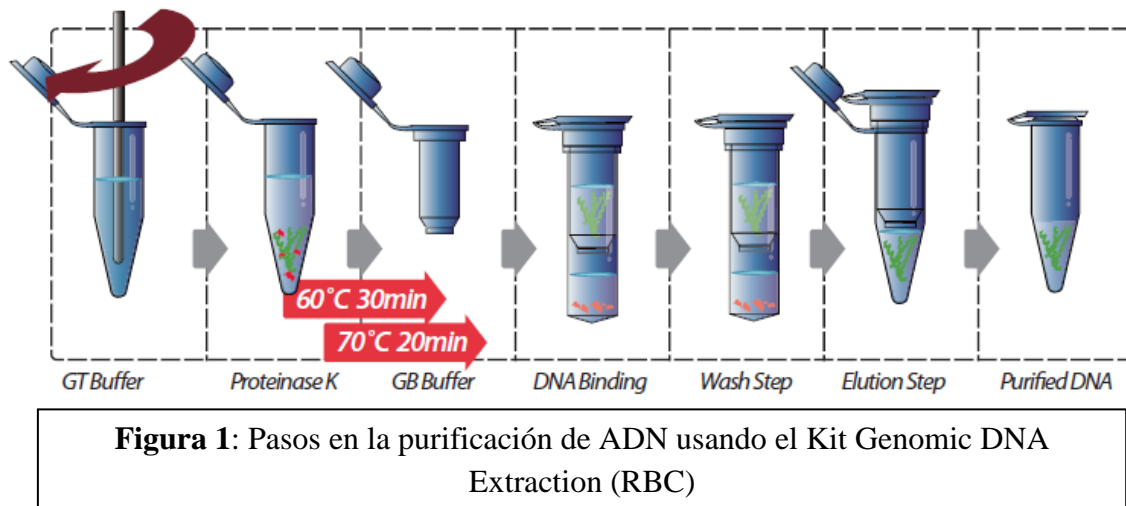 60°C 30min
70°C 20min
GT Buffer
Proteinase K
GB Buffer
DNA Binding
Wash Step
Elution Step
Purified DNA
Figura 1: Pasos en la purificación de ADN usando el Kit Genomic DNA
Extraction (RBC)